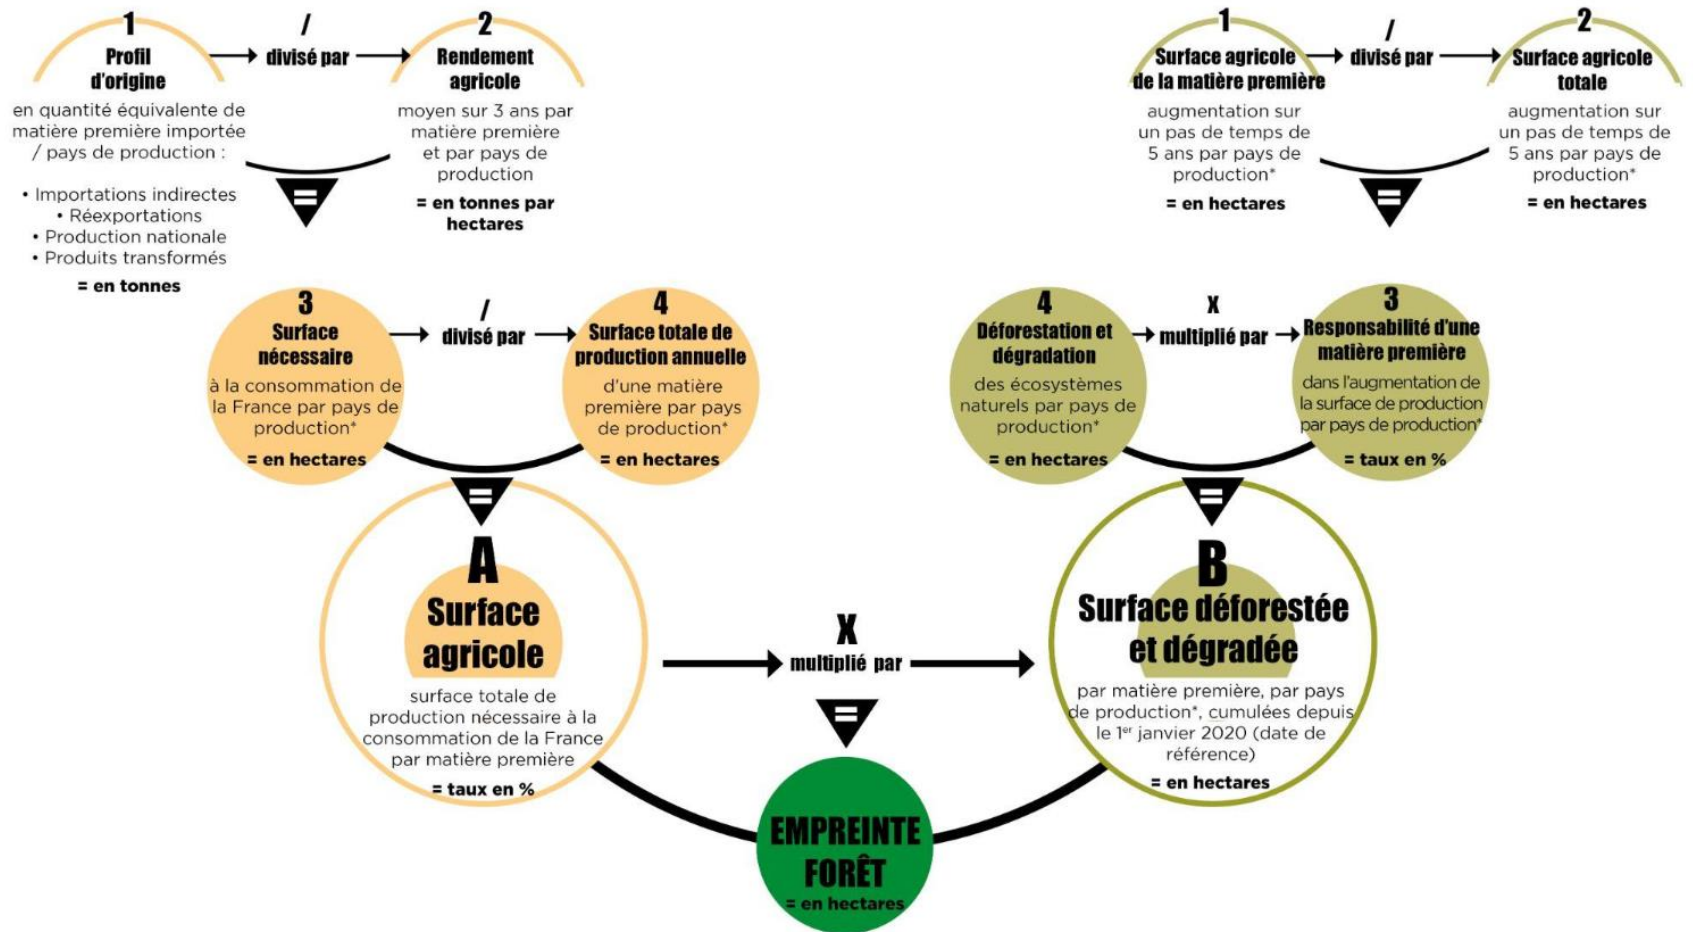 1
Profil
d'origine
en quantité équivalente de
matière première importée
/ pays de production :
• Importations indirectes
• Réexportations
• Production nationale
• Produits transformés
= en tonnes
/
divisé par
2
Rendement
agricole
moyen sur 3 ans par
matière première
et par pays de
production
= en tonnes par
hectares
=
3
Surface
nécessaire
à la consommation de
la France par pays de
production*
= en hectares
/
divisé par
4
Surface totale de
production annuelle
d'une matière
première par pays
de production*
= en hectares
=
A
Surface
agricole
surface totale de
production nécessaire à la
consommation de la France
par matière première
= taux en %
1
Surface agricole
de la matière première
augmentation sur
un pas de temps de
5 ans par pays de
production*
= en hectares
/
divisé par
2
Surface agricole
totale
augmentation sur
un pas de temps de
5 ans par pays de
production*
= en hectares
=
4
Déforestation et
dégradation
des écosystèmes
naturels par pays de
production*
= en hectares
X
multiplié par
3
Responsabilité d'une
matière première
dans l'augmentation de
la surface de production
par pays de production*
= taux en %
=
B
Surface déforestée
et dégradée
par matière première, par pays
de production*, cumulées depuis
le 1er janvier 2020 (date de
référence)
= en hectares
X
multiplié par
=
EMPREINTE
FORÊT
= en hectares